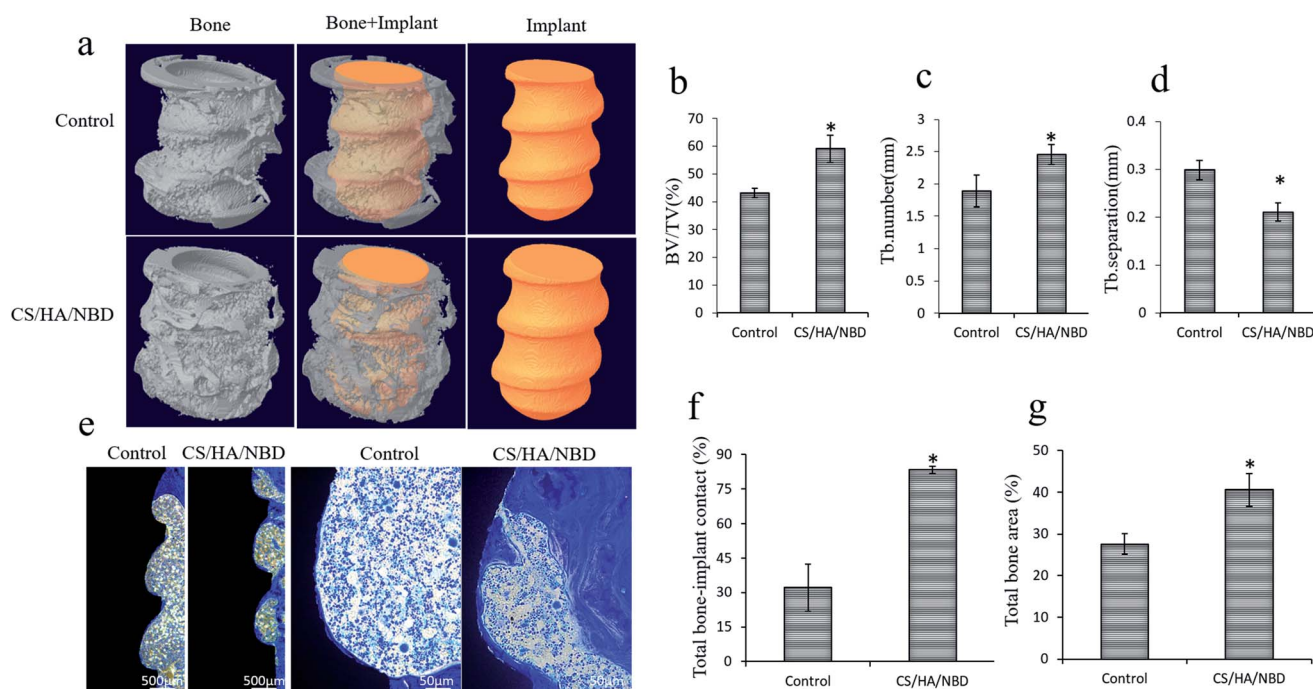 a
Bone
Bone+Implant
Implant
Control
CS/HA/NBD
b
BV/TV(%)
70
60
50
40
30
20
10
0
Control
CS/HA/NBD
*
c
Tb.number(mm)
3
2.5
2
1.5
1
0.5
0
Control
CS/HA/NBD
*
d
Tb.separation(mm)
0.4
0.3
0.2
0.1
0
Control
CS/HA/NBD
*
e
Control
CS/HA/NBD
Control
CS/HA/NBD
500μm
500μm
50μm
50μm
f
Total bone-implant contact (%)
90
75
60
45
30
15
0
Control
CS/HA/NBD
*
g
Total bone area (%)
50
40
30
20
10
0
Control
CS/HA/NBD
*